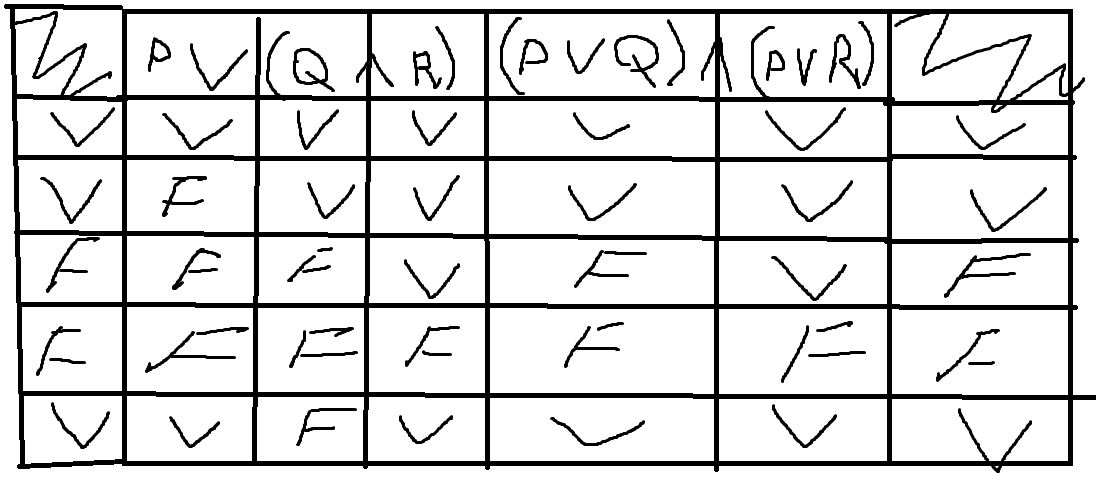 P V (Q ∧ R) (P V Q) ∧ (P V R)
V V V V V V V
V F V V V V V
F F F V F V F
F F F F F F F
V V F V V V V